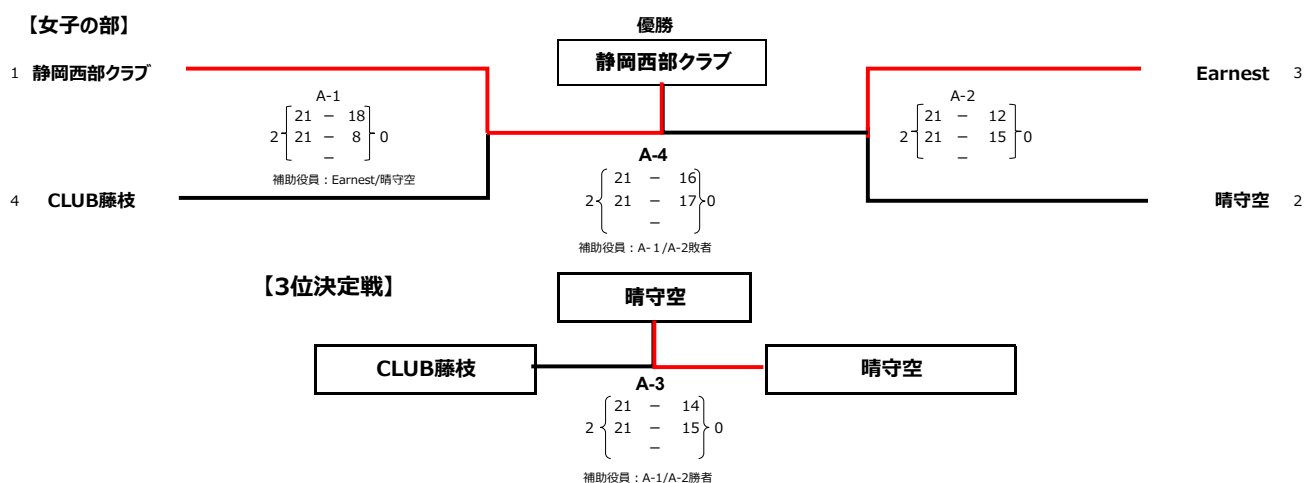 【女子の部】
優勝
静岡西部クラブ
1 静岡西部クラブ
Earnest 3
A-1
21 － 18
2 21 － 8 0
－
補助役員：Earnest/晴守空
A-2
21 － 12
2 21 － 15 0
－
A-4
21 － 16
2 21 － 17 0
－
補助役員：A-1/A-2敗者
4 CLUB藤枝
晴守空 2
【3位決定戦】
晴守空
CLUB藤枝
晴守空
A-3
21 － 14
2 21 － 15 0
－
補助役員：A-1/A-2勝者